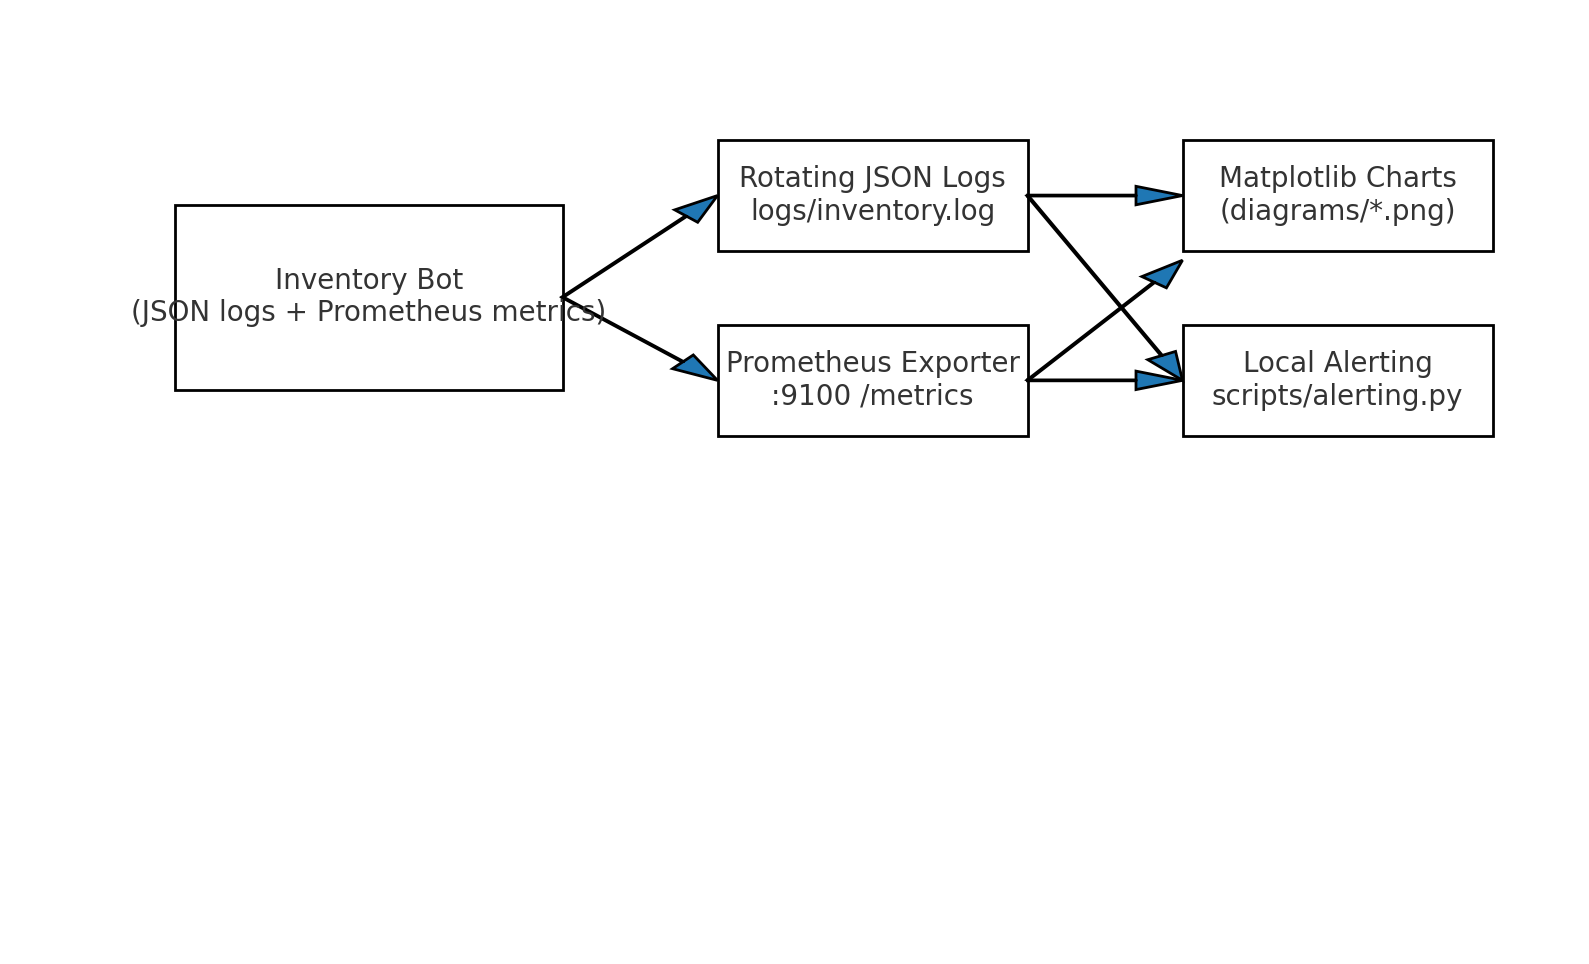 Inventory Bot
(JSON logs + Prometheus metrics)
Rotating JSON Logs
logs/inventory.log
Prometheus Exporter
:9100 /metrics
Matplotlib Charts
(diagrams/*.png)
Local Alerting
scripts/alerting.py